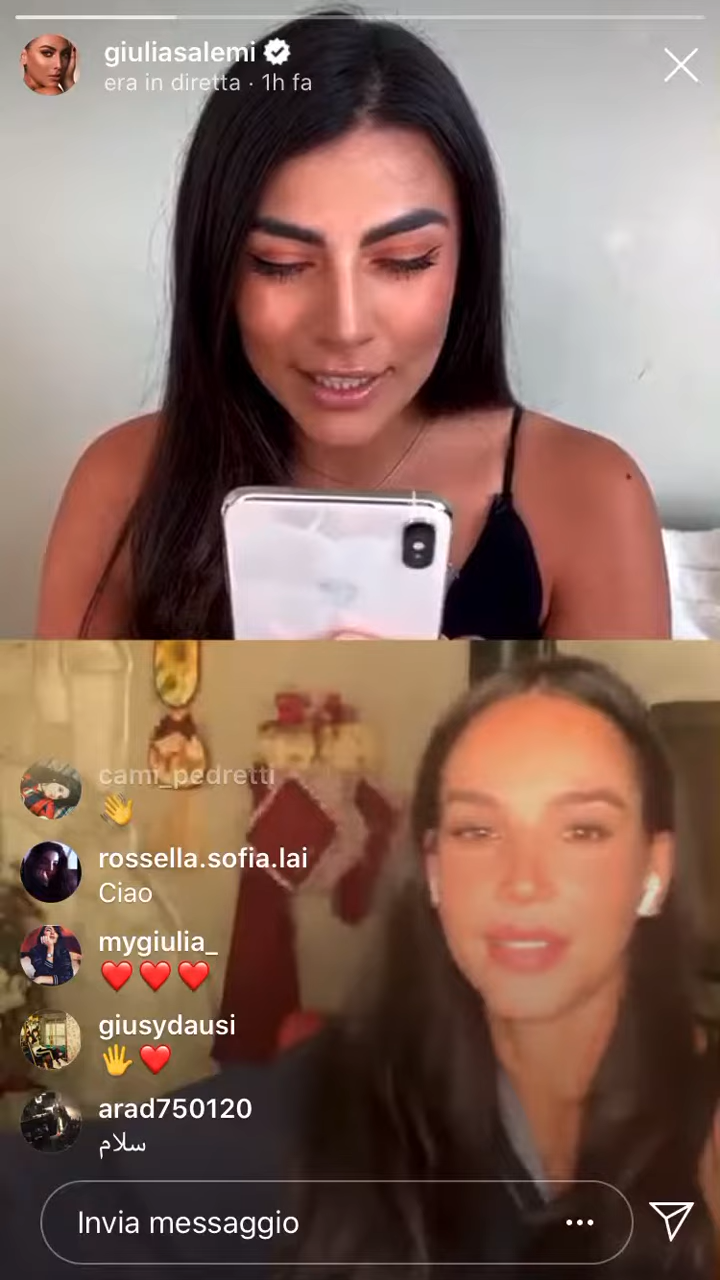 giuliasalemi
era in diretta · 1h fa
cami_pedretti
👋
rossella.sofia.lai
Ciao
mygiulia_
❤️❤️❤️
giusydausi
🖐❤️
arad750120
سلام
Invia messaggio